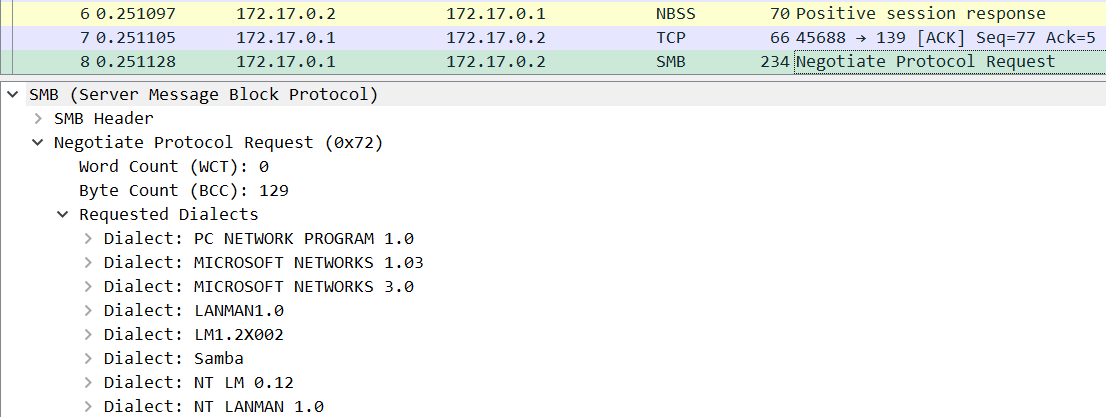 6 0.251097 172.17.0.2 172.17.0.1 NBSS 70 Positive session response
7 0.251105 172.17.0.1 172.17.0.2 TCP 66 45688 → 139 [ACK] Seq=77 Ack=5
8 0.251128 172.17.0.1 172.17.0.2 SMB 234 Negotiate Protocol Request
SMB (Server Message Block Protocol)
SMB Header
Negotiate Protocol Request (0x72)
Word Count (WCT): 0
Byte Count (BCC): 129
Requested Dialects
Dialect: PC NETWORK PROGRAM 1.0
Dialect: MICROSOFT NETWORKS 1.03
Dialect: MICROSOFT NETWORKS 3.0
Dialect: LANMAN1.0
Dialect: LM1.2X002
Dialect: Samba
Dialect: NT LM 0.12
Dialect: NT LANMAN 1.0